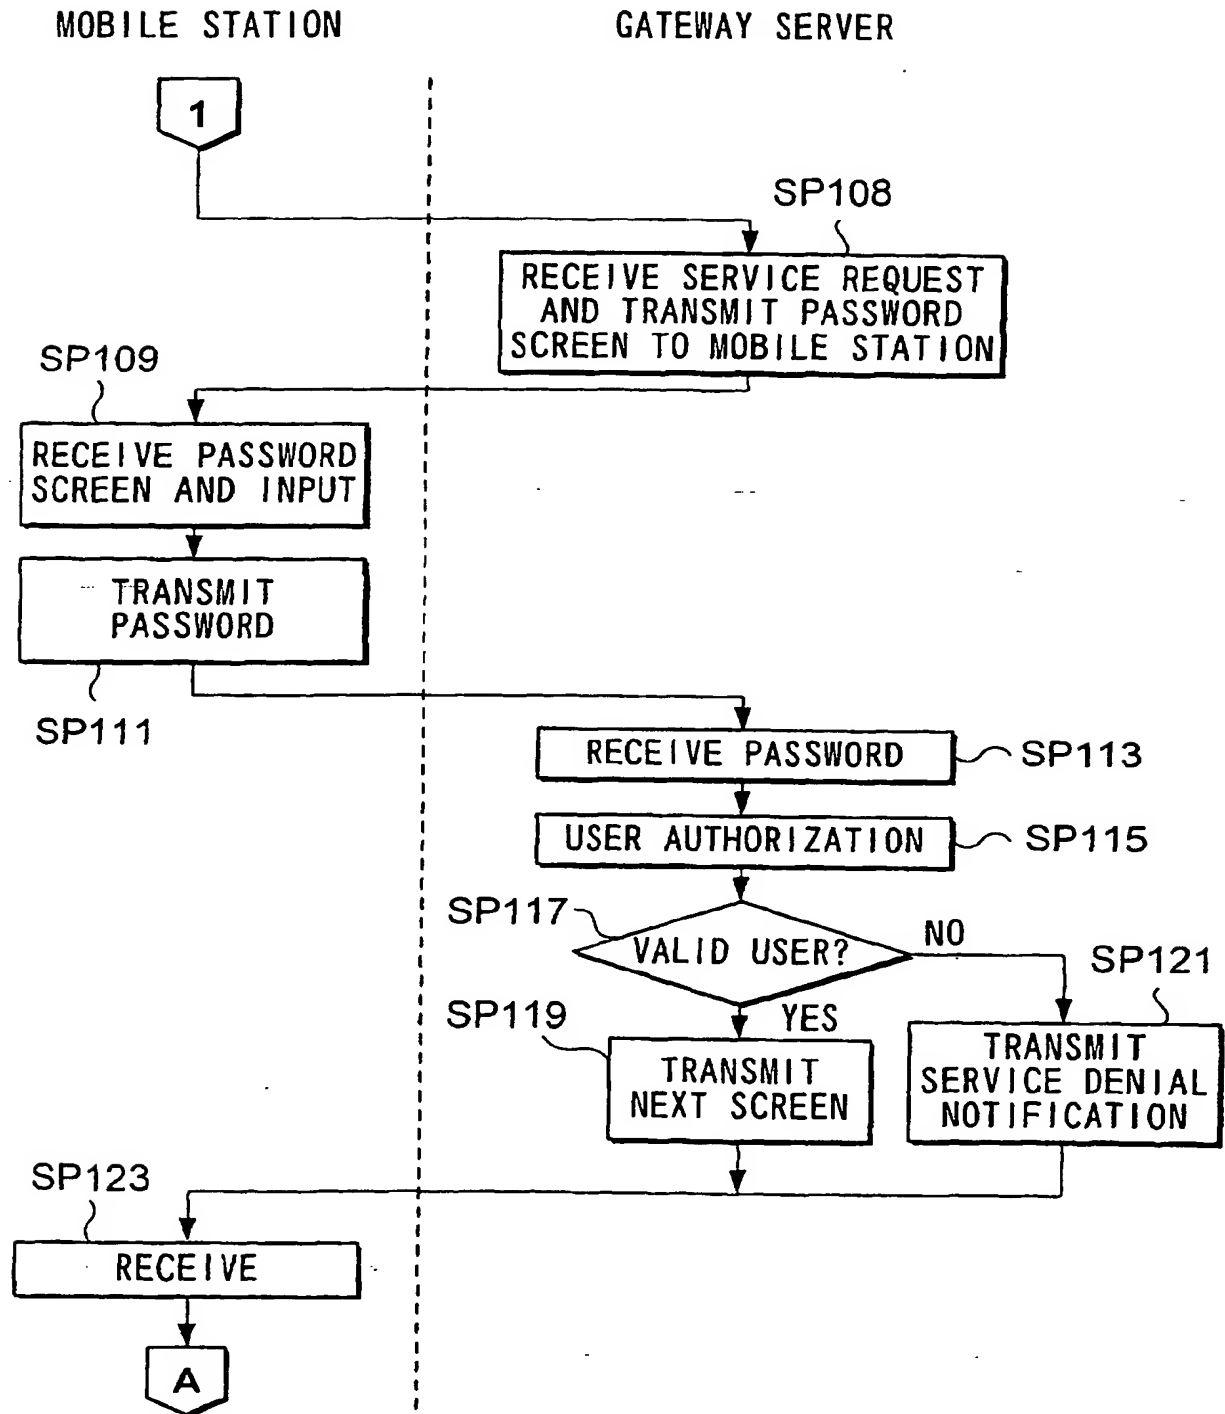 MOBILE STATION
GATEWAY SERVER
1
SP108
RECEIVE SERVICE REQUEST
AND TRANSMIT PASSWORD
SCREEN TO MOBILE STATION
SP109
RECEIVE PASSWORD
SCREEN AND INPUT
TRANSMIT
PASSWORD
SP111
RECEIVE PASSWORD
SP113
USER AUTHORIZATION
SP115
SP117
VALID USER?
NO
SP121
SP119
YES
TRANSMIT
NEXT SCREEN
TRANSMIT
SERVICE DENIAL
NOTIFICATION
SP123
RECEIVE
A